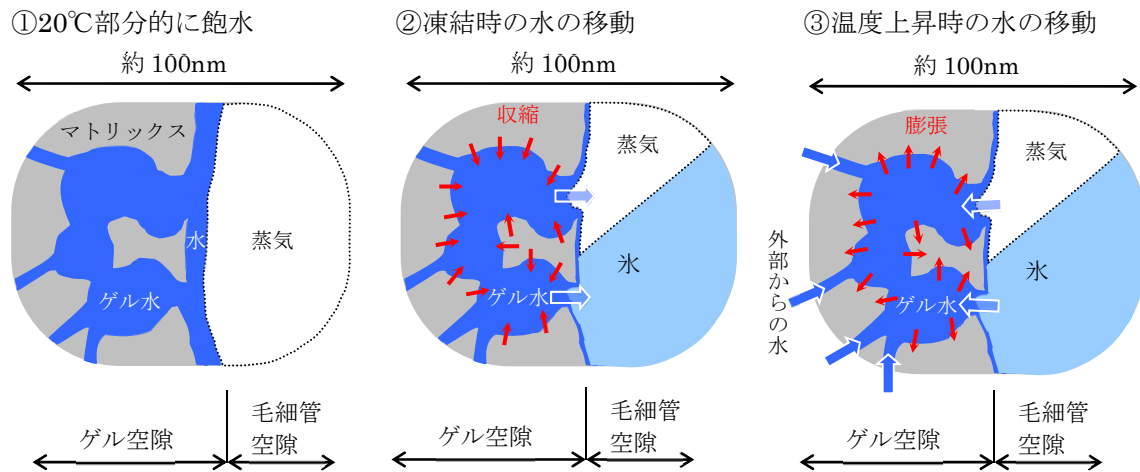 ①20℃部分的に飽水
約 100nm
マトリックス
水
蒸気
ゲル水
ゲル空隙
毛細管
空隙
②凍結時の水の移動
約 100nm
収縮
蒸気
氷
ゲル水
ゲル空隙
毛細管
空隙
③温度上昇時の水の移動
約 100nm
膨張
蒸気
氷
外部からの水
ゲル水
ゲル空隙
毛細管
空隙